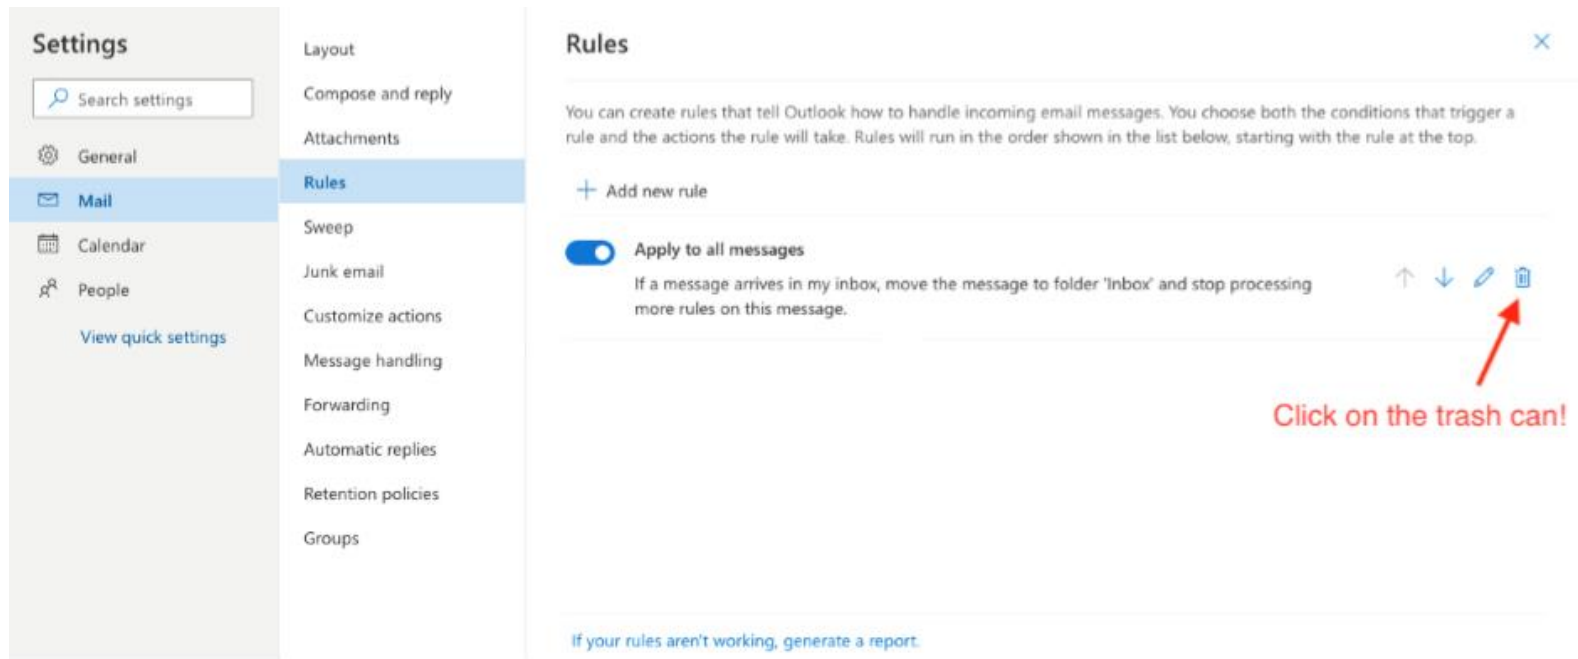 Settings
Search settings
General
Mail
Calendar
People
View quick settings
Layout
Compose and reply
Attachments
Rules
Sweep
Junk email
Customize actions
Message handling
Forwarding
Automatic replies
Retention policies
Groups
Rules
You can create rules that tell Outlook how to handle incoming email messages. You choose both the conditions that trigger a
rule and the actions the rule will take. Rules will run in the order shown in the list below, starting with the rule at the top.
Add new rule
Apply to all messages
If a message arrives in my inbox, move the message to folder 'Inbox' and stop processing
more rules on this message.
Click on the trash can!
If your rules aren't working, generate a report.